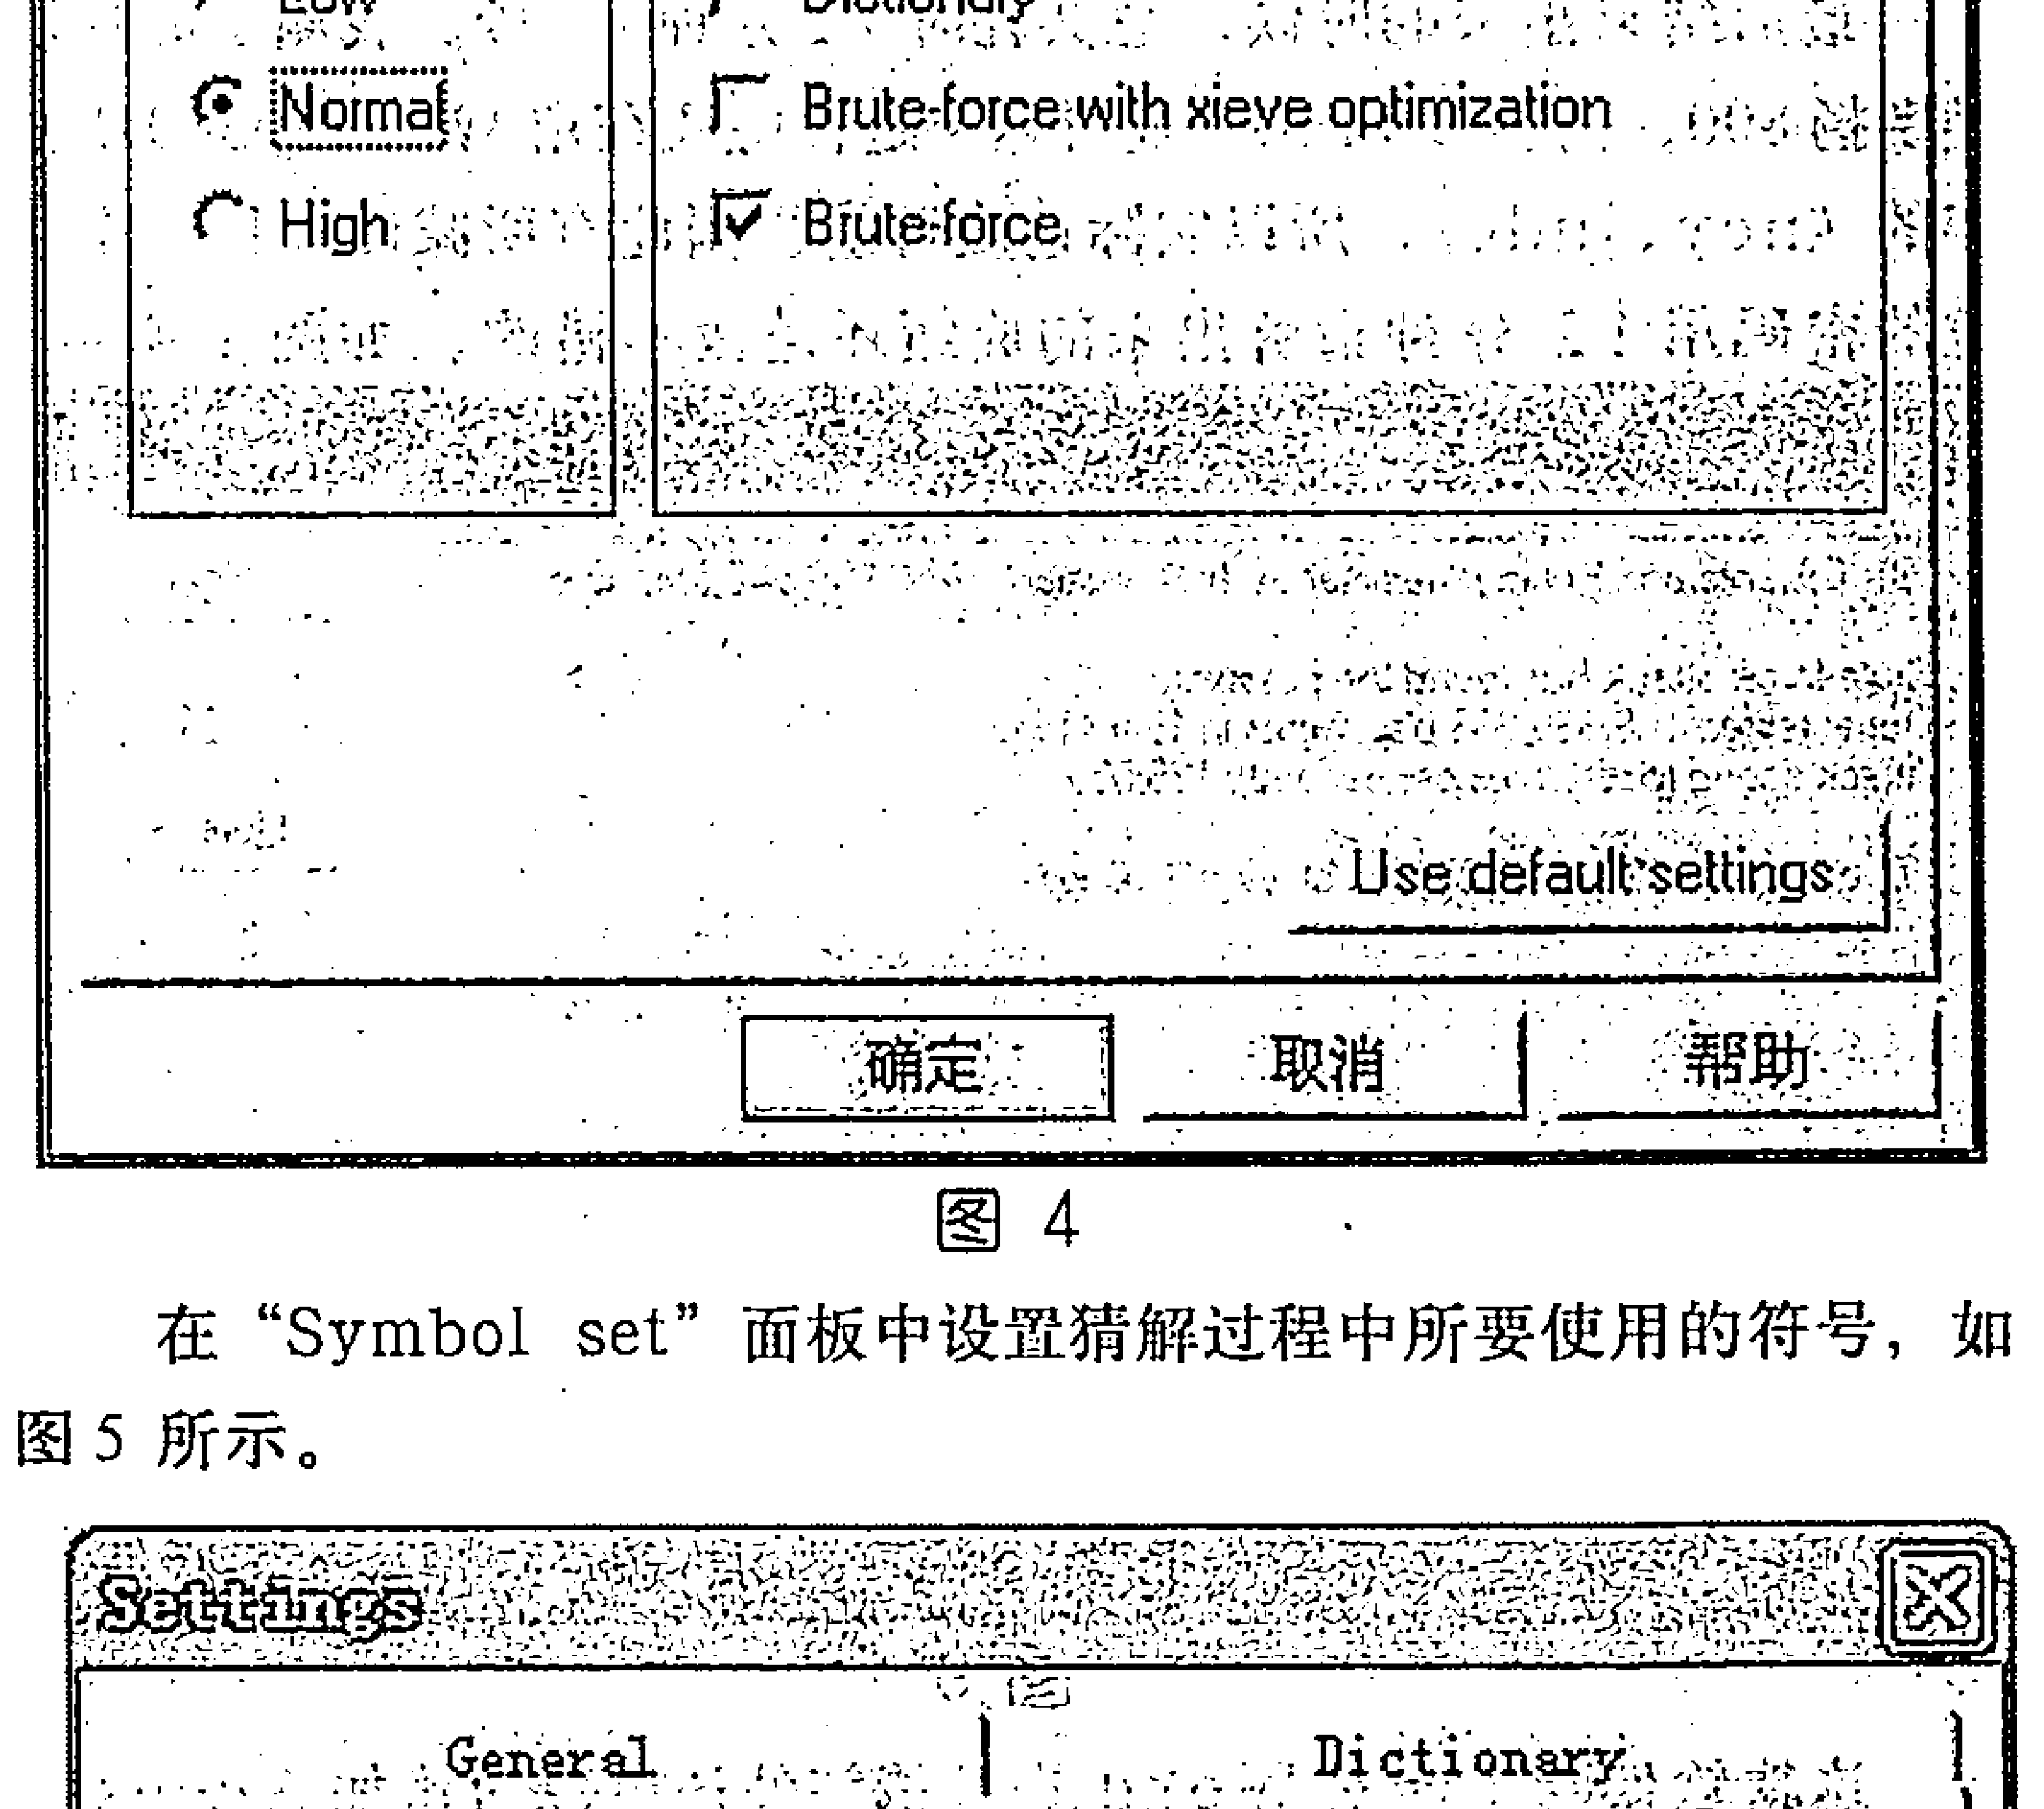 Low Dictionary
Normal Brute-force with xieve optimization
High Brute-force
Use default settings
确定 取消 帮助
图 4
在“Symbol set”面板中设置猜解过程中所要使用的符号，如
图 5 所示。
Settings
General Dictionary